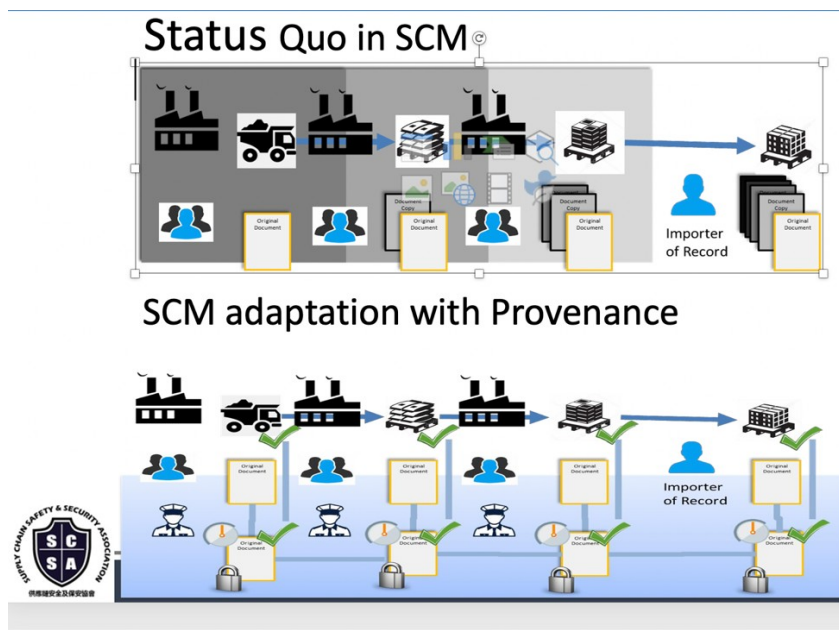 Status Quo in SCM
Original
Document
Document
Copy
Original
Document
Document
Copy
Original
Document
Importer
of Record
Original
Document
SCM adaptation with Provenance
Original
Document
Original
Document
Original
Document
Importer
of Record
Original
Document
Original
Document
Original
Document
Original
Document
Original
Document
SUPPLY CHAIN SAFETY & SECURITY ASSOCIATION
S C
S A
供應鏈安全及保安協會